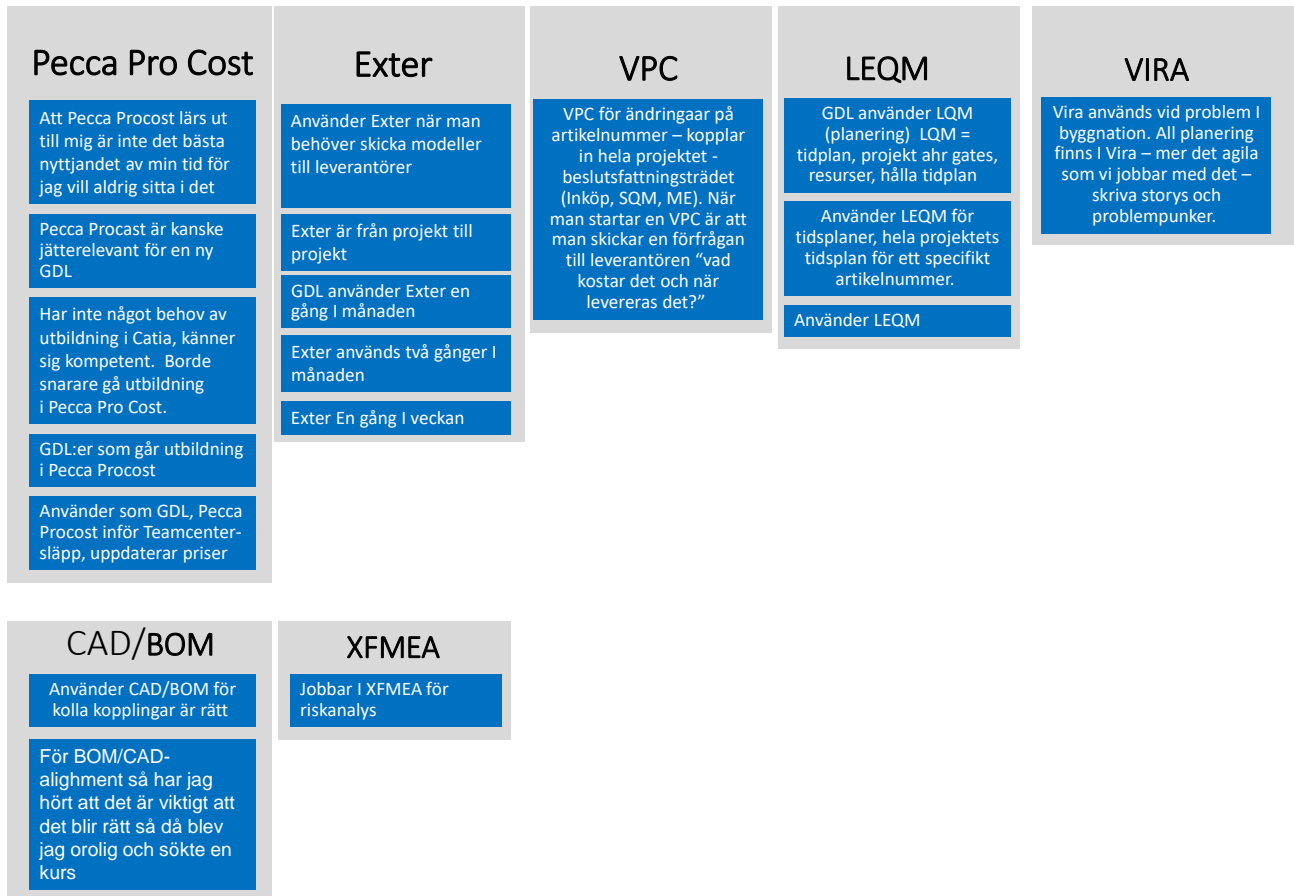 Pecca Pro Cost
Att Pecca Procost lärs ut
till mig är inte det bästa
nyttjandet av min tid för
jag vill aldrig sitta i det
Pecca Procast är kanske
jätterelevant för en ny
GDL
Har inte något behov av
utbildning i Catia, känner
sig kompetent.  Borde
snarare gå utbildning
i Pecca Pro Cost.
GDL:er som går utbildning
i Pecca Procost
Använder som GDL, Pecca
Procost inför Teamcenter-
släpp, uppdaterar priser
Exter
Använder Exter när man
behöver skicka modeller
till leverantörer
Exter är från projekt till
projekt
GDL använder Exter en
gång I månaden
Exter används två gånger I
månaden
Exter En gång I veckan
VPC
VPC för ändringaar på
artikelnummer – kopplar
in hela projektet -
beslutsfattningsträdet
(Inköp, SQM, ME). När
man startar en VPC är att
man skickar en förfrågan
till leverantören “vad
kostar det och när
levereras det?”
LEQM
GDL använder LQM
(planering)  LQM =
tidplan, projekt ahr gates,
resurser, hålla tidplan
Använder LEQM för
tidsplaner, hela projektets
tidsplan för ett specifikt
artikelnummer.
Använder LEQM
VIRA
Vira används vid problem I
byggnation. All planering
finns I Vira – mer det agila
som vi jobbar med det –
skriva storys och
problempunker.
CAD/BOM
Använder CAD/BOM för
kolla kopplingar är rätt
För BOM/CAD-
alighment så har jag
hört att det är viktigt att
det blir rätt så då blev
jag orolig och sökte en
kurs
XFMEA
Jobbar I XFMEA för
riskanalys